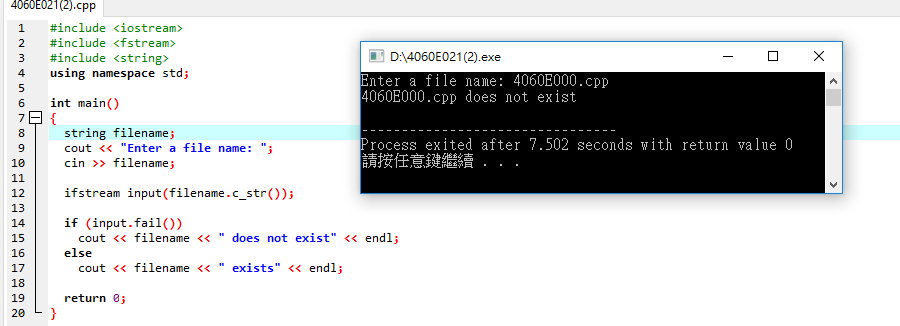 4060E021(2).cpp
1 #include <iostream>
2 #include <fstream>
3 #include <string>
4 using namespace std;
5
6 int main()
7 {
8 string filename;
9 cout << "Enter a file name: ";
10 cin >> filename;
11
12 ifstream input(filename.c_str());
13
14 if (input.fail())
15 cout << filename << " does not exist" << endl;
16 else
17 cout << filename << " exists" << endl;
18
19 return 0;
20 }
D:\4060E021(2).exe
Enter a file name: 4060E000.cpp
4060E000.cpp does not exist
--------------------------------
Process exited after 7.502 seconds with return value 0
請按任意鍵繼續 . . .